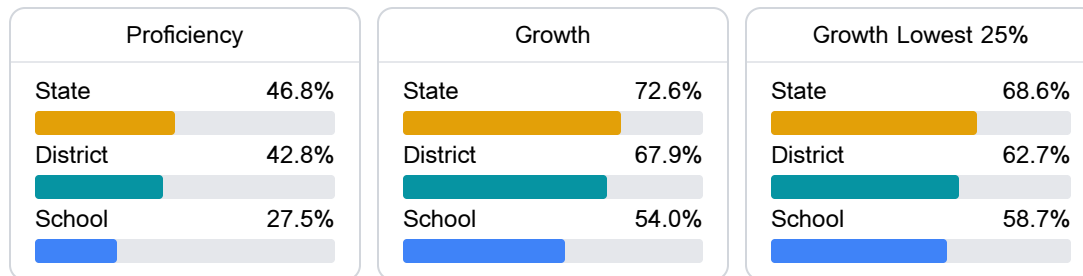 Proficiency
State 46.8%
District 42.8%
School 27.5%
Growth
State 72.6%
District 67.9%
School 54.0%
Growth Lowest 25%
State 68.6%
District 62.7%
School 58.7%